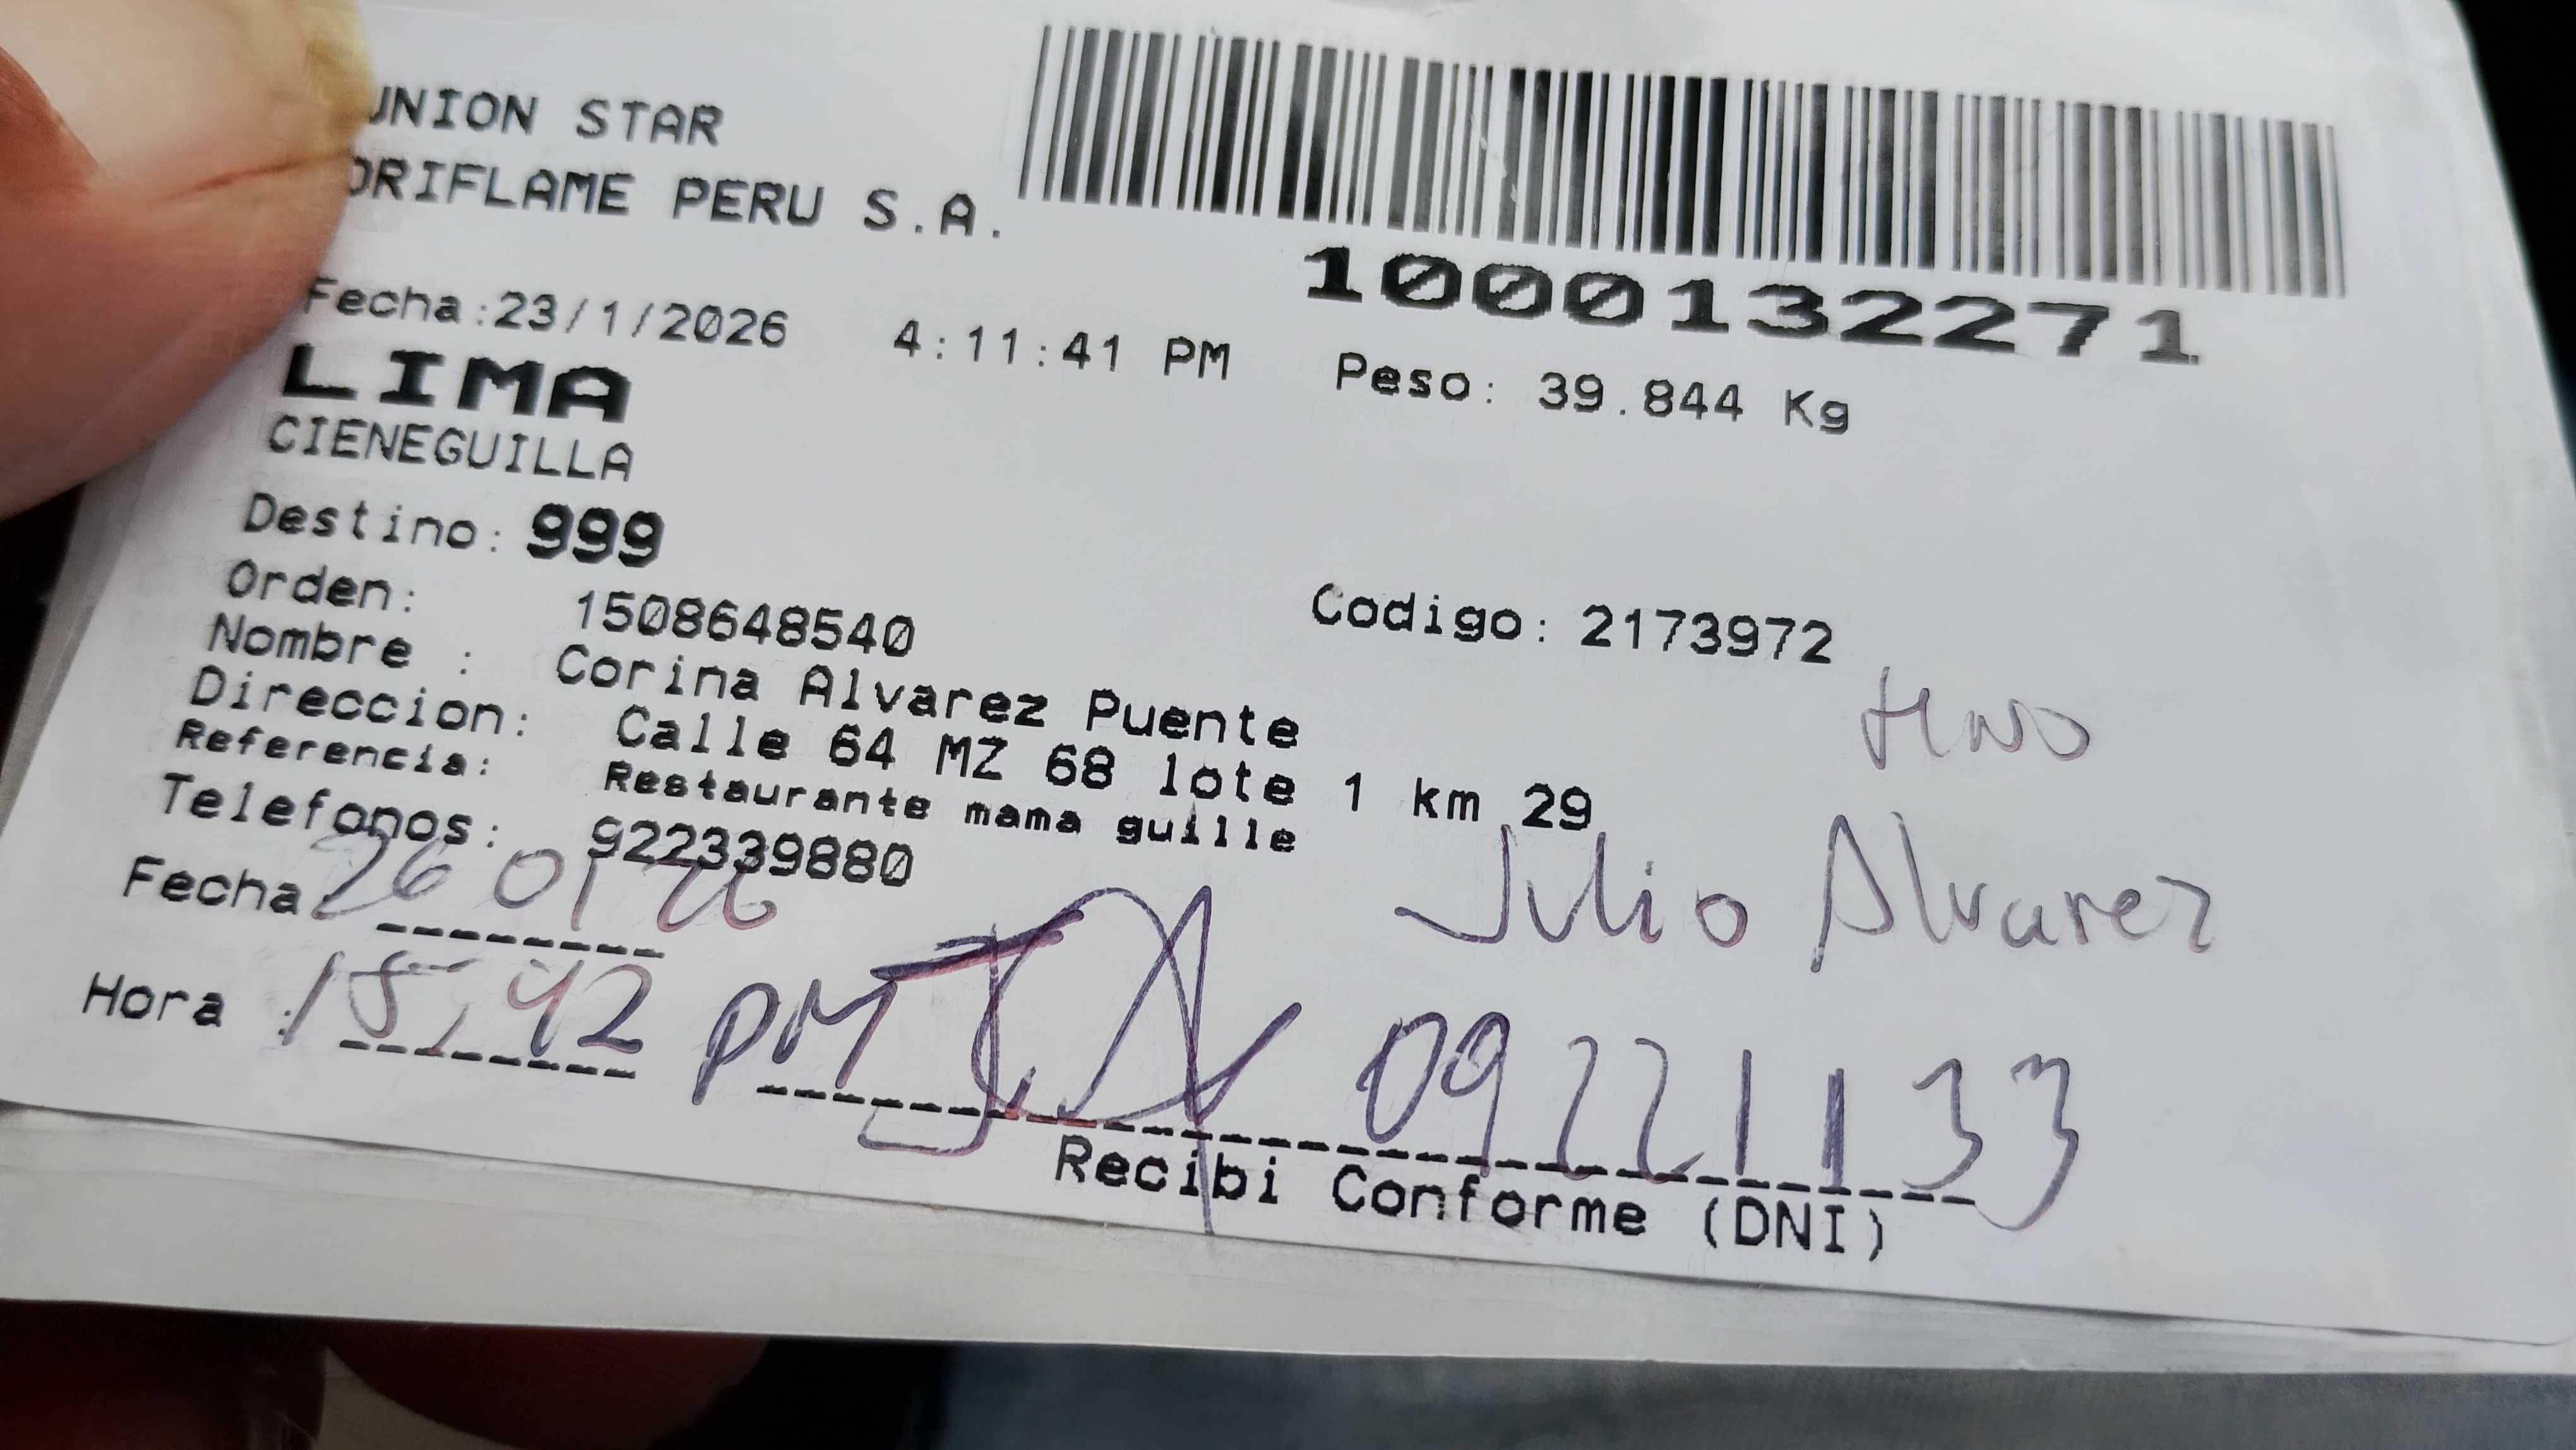 UNION STAR
ORIFLAME PERU S.A.
1000132271
Fecha:23/1/2026 4:11:41 PM Peso: 39.844 Kg
LIMA
CIENEGUILLA
Destino: 999
Orden: 1508648540 Codigo: 2173972
Nombre : Corina Alvarez Puente
Direccion: Calle 64 MZ 68 lote 1 km 29
Referencia: Restaurante mama guille
Telefonos: 922339880
Julio Alvarez
Fecha 26 01 26
Hora : 15,42 PM
09221133
Recibi Conforme (DNI)